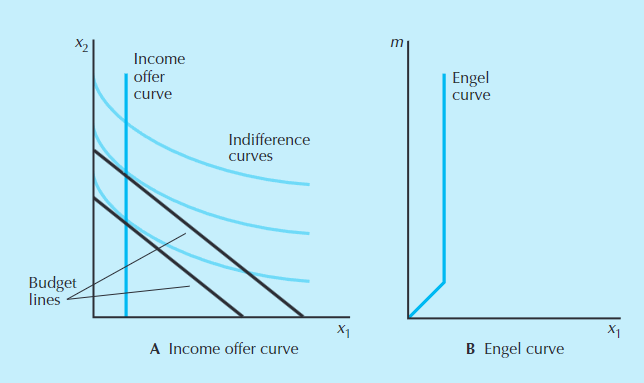 x2
Income
offer
curve
Indifference
curves
Budget
lines
x1
A Income offer curve
m
Engel
curve
x1
B Engel curve